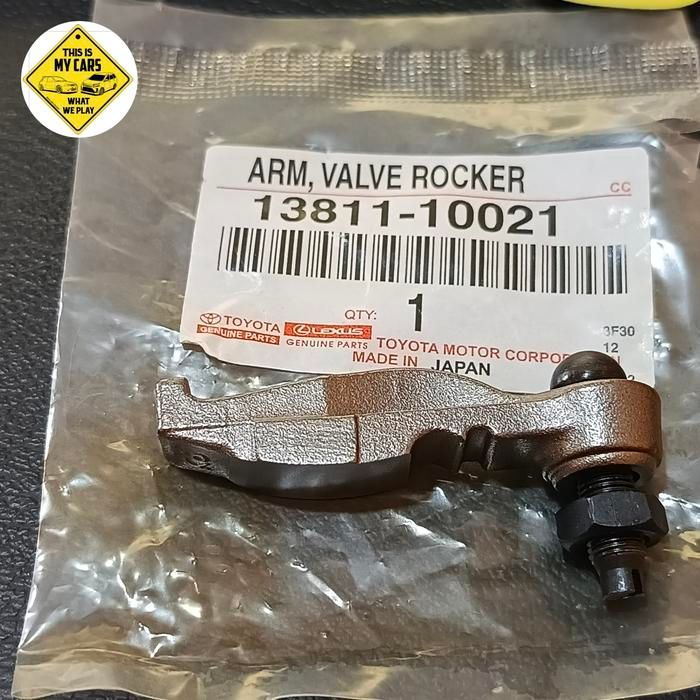 THIS IS
MY CARS
WHAT
WE PLAY
ARM, VALVE ROCKER
CC
13811-10021
QTY: 1
TOYOTA
GENUINE PARTS
LEXUS
GENUINE PARTS
TOYOTA MOTOR
MADE IN JAPAN
3F30
12